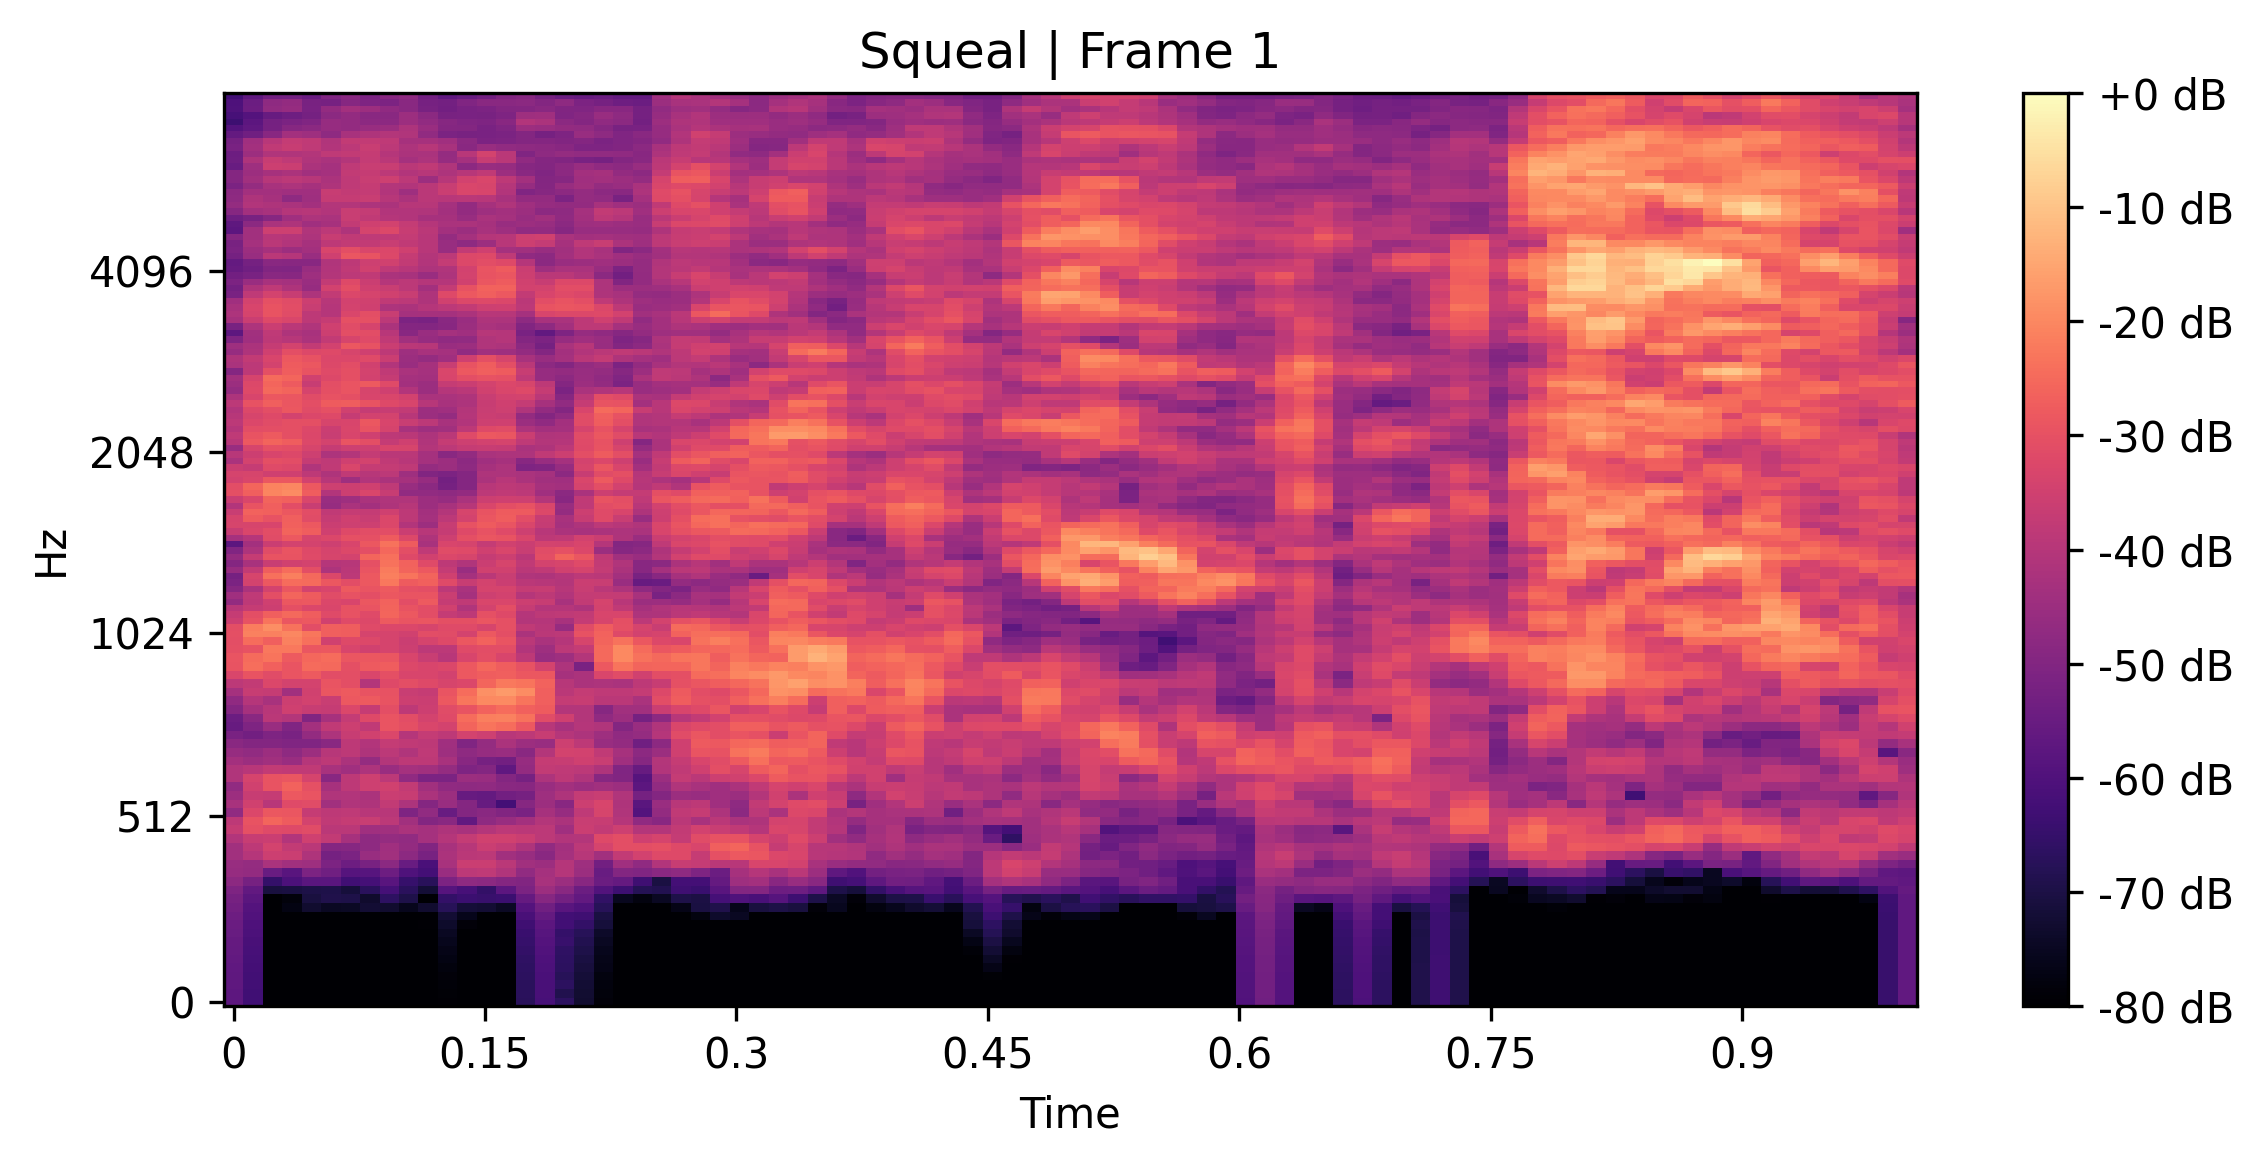 Squeal | Frame 1
+0 dB
-10 dB
-20 dB
-30 dB
-40 dB
-50 dB
-60 dB
-70 dB
-80 dB
Hz
4096
2048
1024
512
0
0 0.15 0.3 0.45 0.6 0.75 0.9
Time